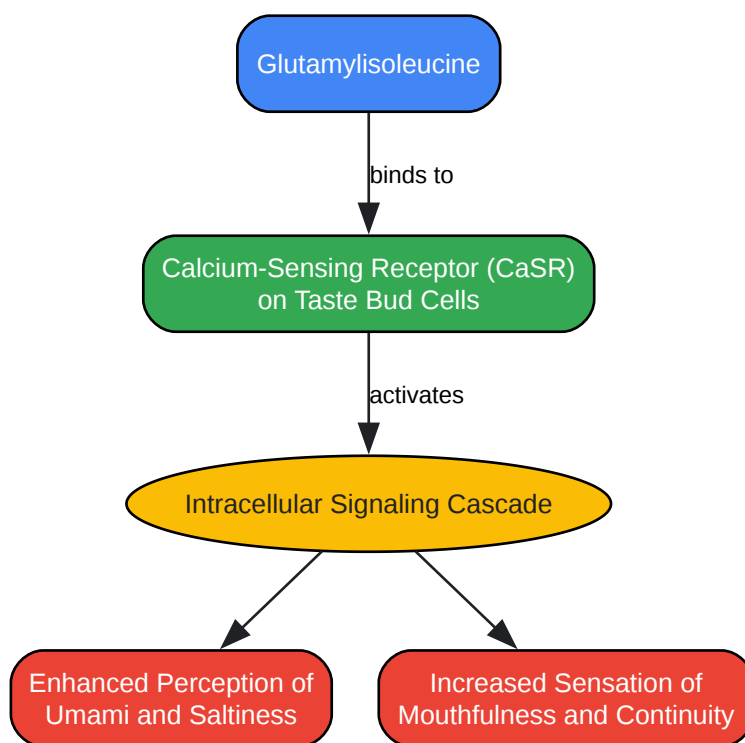 Glutamylisoleucine
binds to
Calcium-Sensing Receptor (CaSR)
on Taste Bud Cells
activates
Intracellular Signaling Cascade
Enhanced Perception of
Umami and Saltiness
Increased Sensation of
Mouthfulness and Continuity